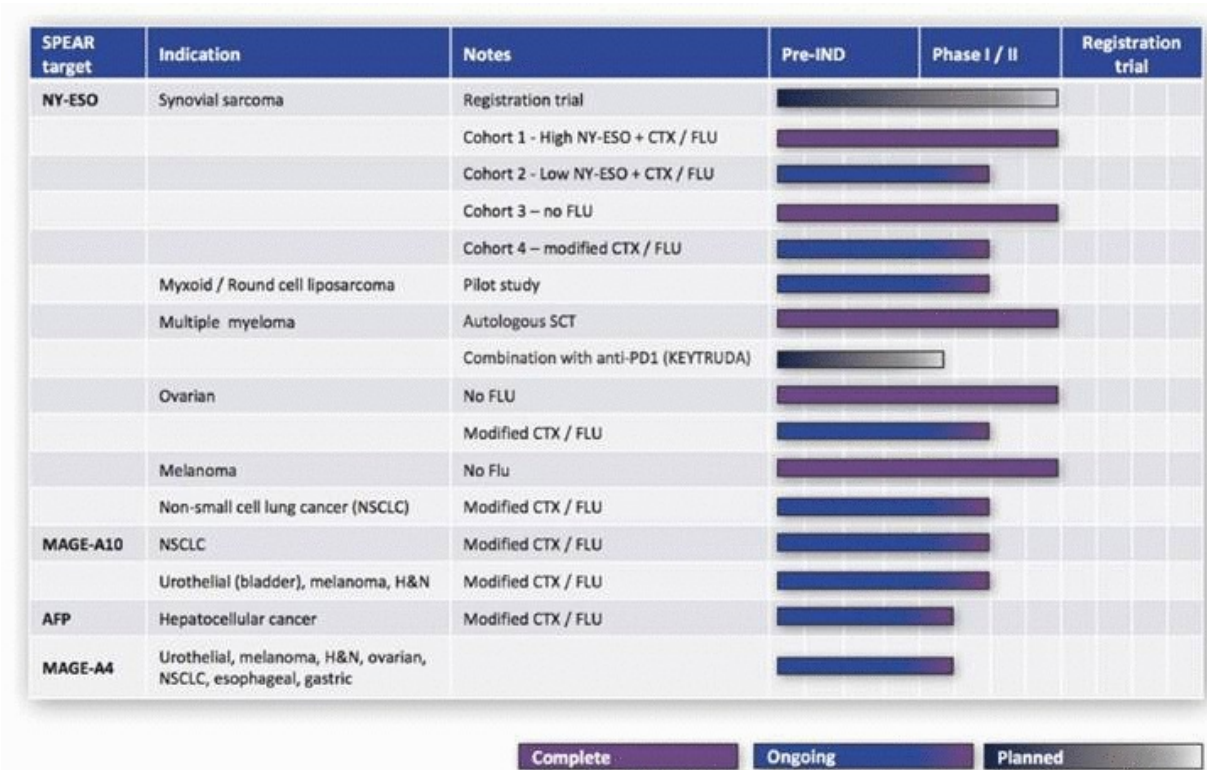 SPEAR target Indication Notes Pre-IND Phase I / II Registration trial
NY-ESO Synovial sarcoma Registration trial
Cohort 1 - High NY-ESO + CTX / FLU
Cohort 2 - Low NY-ESO + CTX / FLU
Cohort 3 – no FLU
Cohort 4 – modified CTX / FLU
Myxoid / Round cell liposarcoma Pilot study
Multiple myeloma Autologous SCT
Combination with anti-PD1 (KEYTRUDA)
Ovarian No FLU
Modified CTX / FLU
Melanoma No Flu
Non-small cell lung cancer (NSCLC) Modified CTX / FLU
MAGE-A10 NSCLC Modified CTX / FLU
Urothelial (bladder), melanoma, H&N Modified CTX / FLU
AFP Hepatocellular cancer Modified CTX / FLU
MAGE-A4 Urothelial, melanoma, H&N, ovarian,
NSCLC, esophageal, gastric
Complete Ongoing Planned